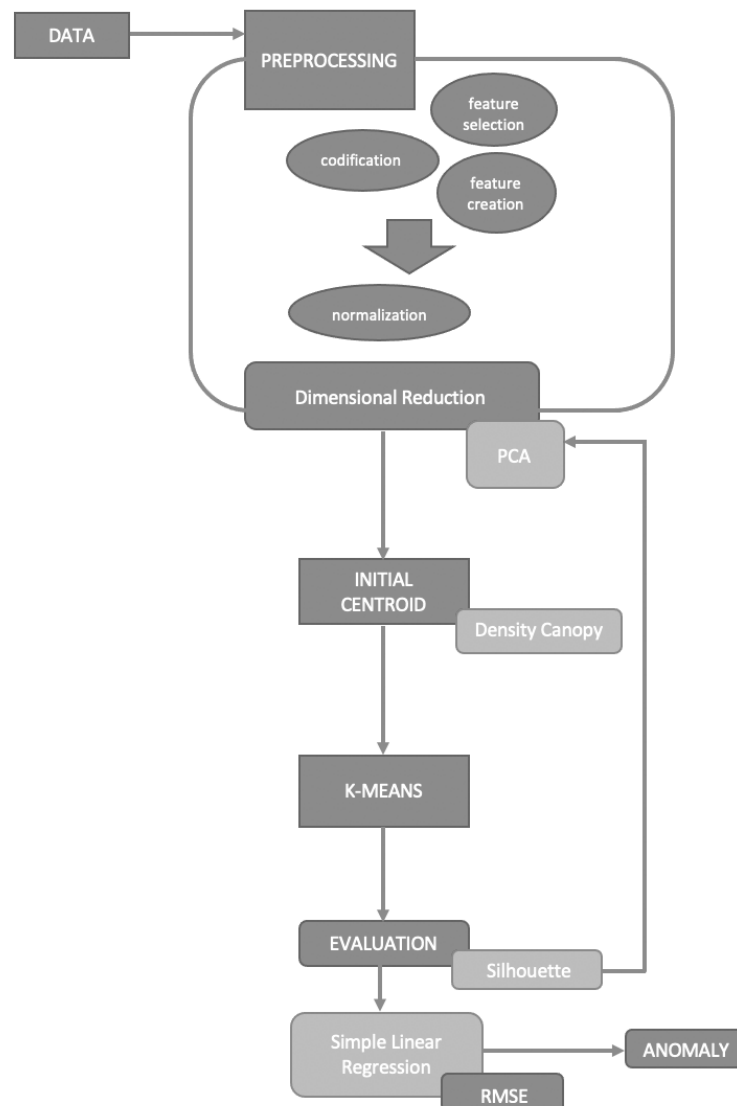 DATA
PREPROCESSING
feature
selection
codification
feature
creation
normalization
Dimensional Reduction
PCA
INITIAL
CENTROID
Density Canopy
K-MEANS
EVALUATION
Silhouette
Simple Linear
Regression
ANOMALY
RMSE